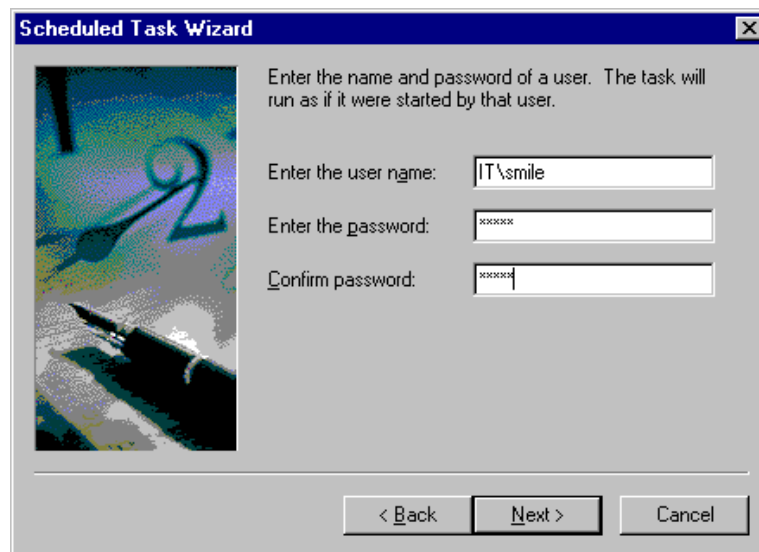 Scheduled Task Wizard
Enter the name and password of a user. The task will
run as if it were started by that user.
2
Enter the user name: IT\smile
Enter the password: *****
Confirm password: *****
< Back Next > Cancel